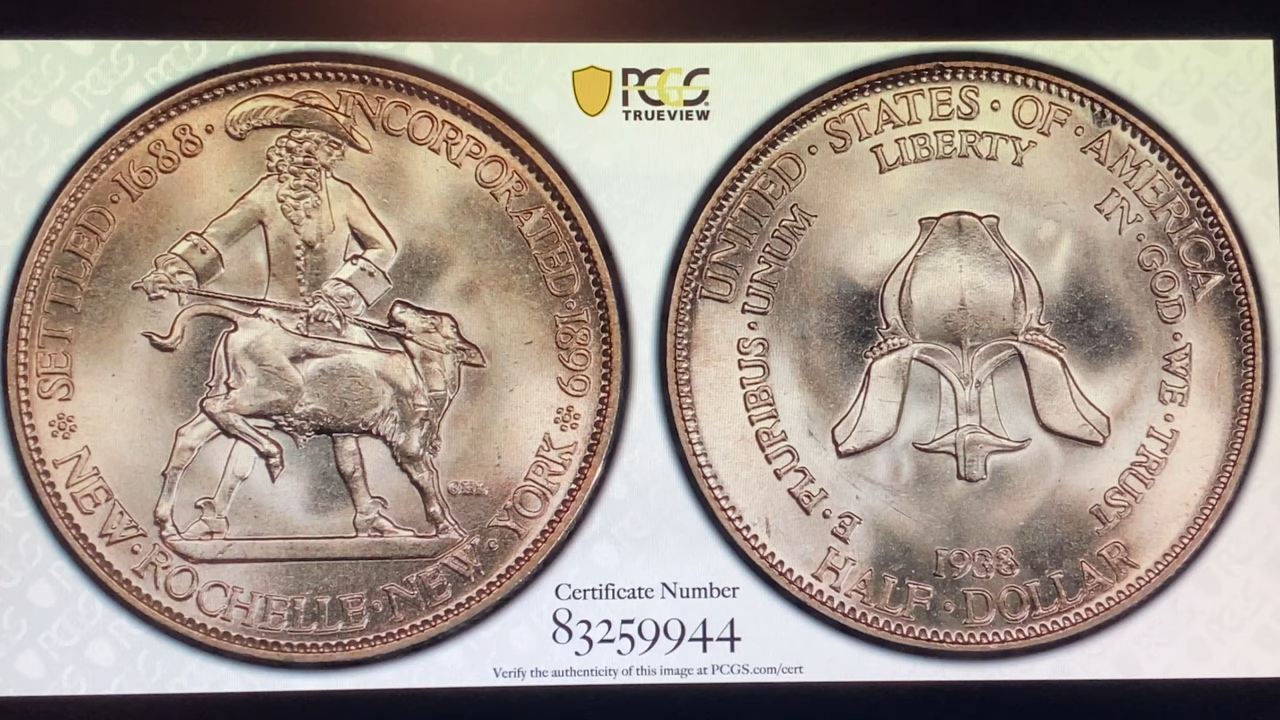 SETTLED · 1688 · INCORPORATED · 1899
NEW · ROCHELLE · NEW · YORK
GKL
PCGS
TRUEVIEW
UNITED · STATES · OF · AMERICA
LIBERTY
E · PLURIBUS · UNUM
IN · GOD · WE · TRUST
1938
HALF · DOLLAR
Certificate Number
83259944
Verify the authenticity of this image at PCGS.com/cert